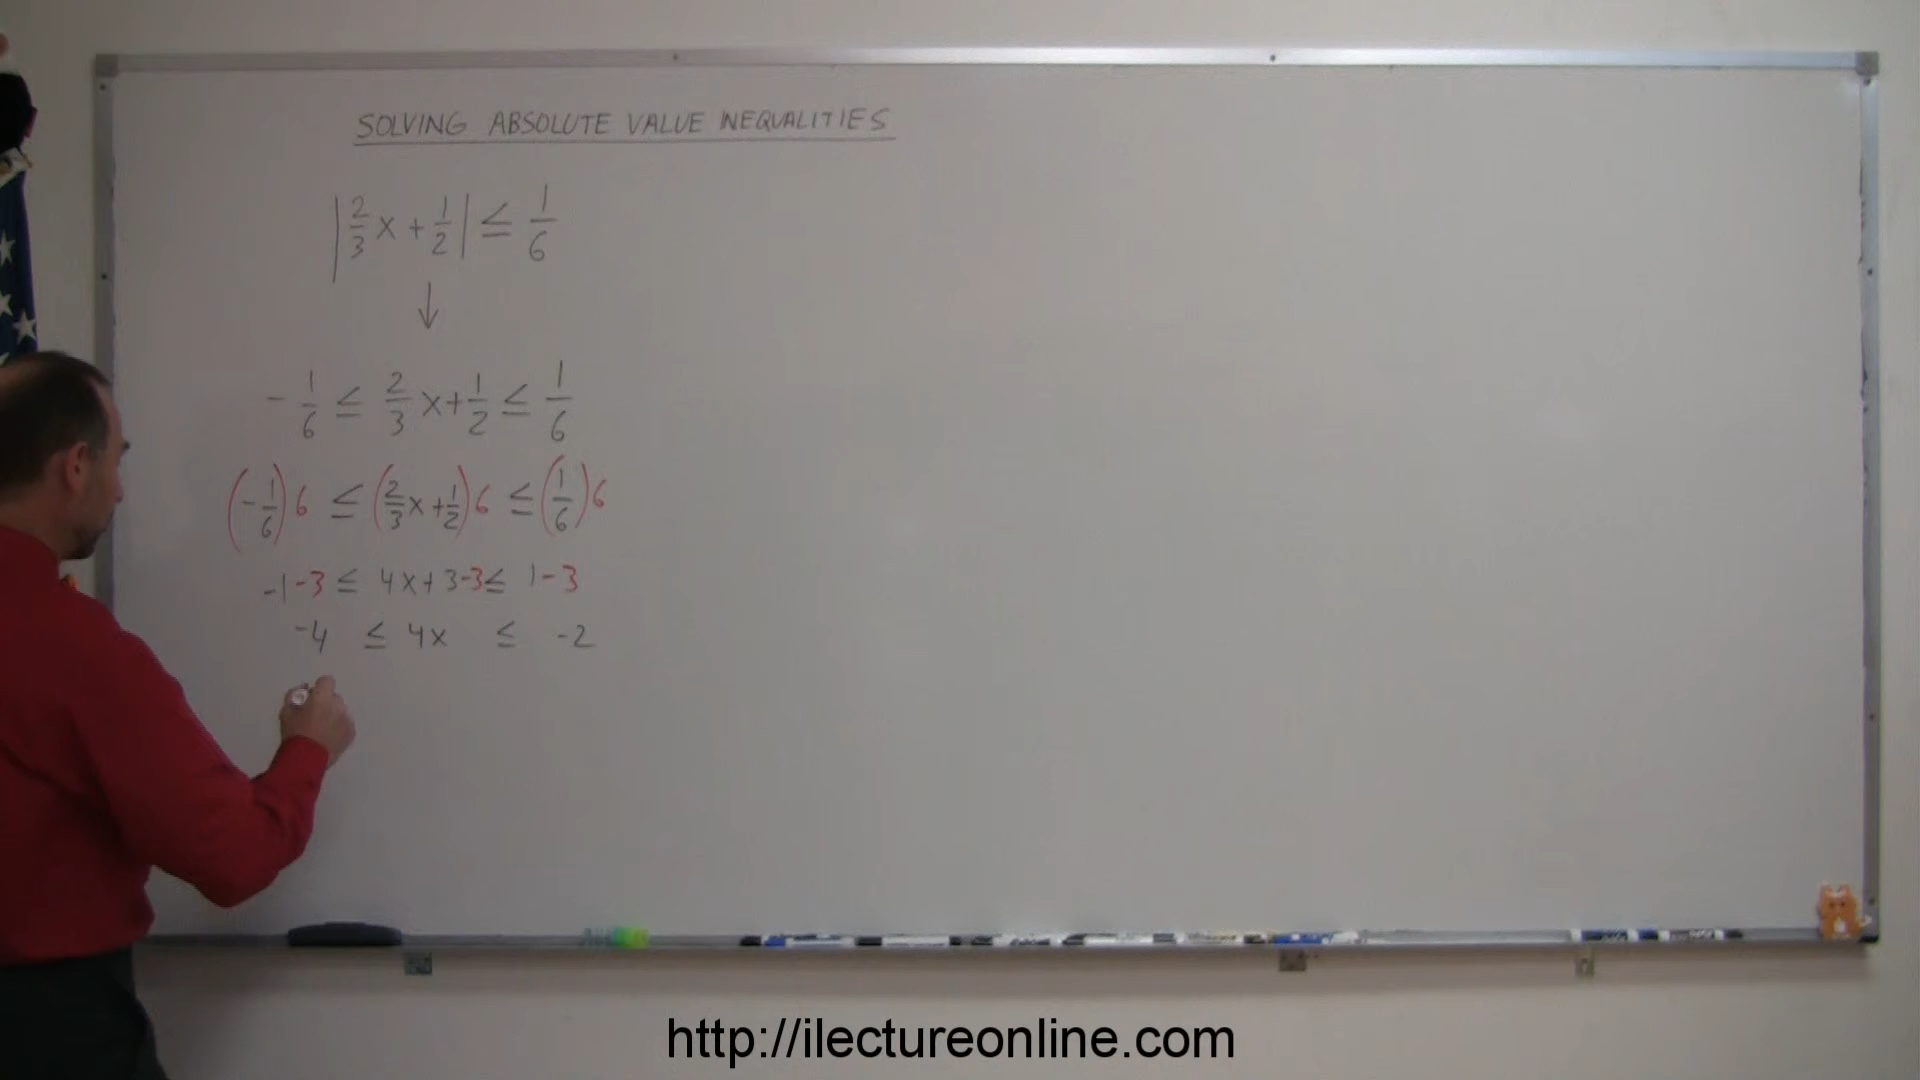 SOLVING ABSOLUTE VALUE INEQUALITIES
|2/3 x + 1/2| ≤ 1/6
↓
- 1/6 ≤ 2/3 x + 1/2 ≤ 1/6
(-1/6)6 ≤ (2/3 x + 1/2)6 ≤ (1/6)6
-1 -3 ≤ 4x + 3 -3 ≤ 1 - 3
-4 ≤ 4x ≤ -2
http://ilectureonline.com